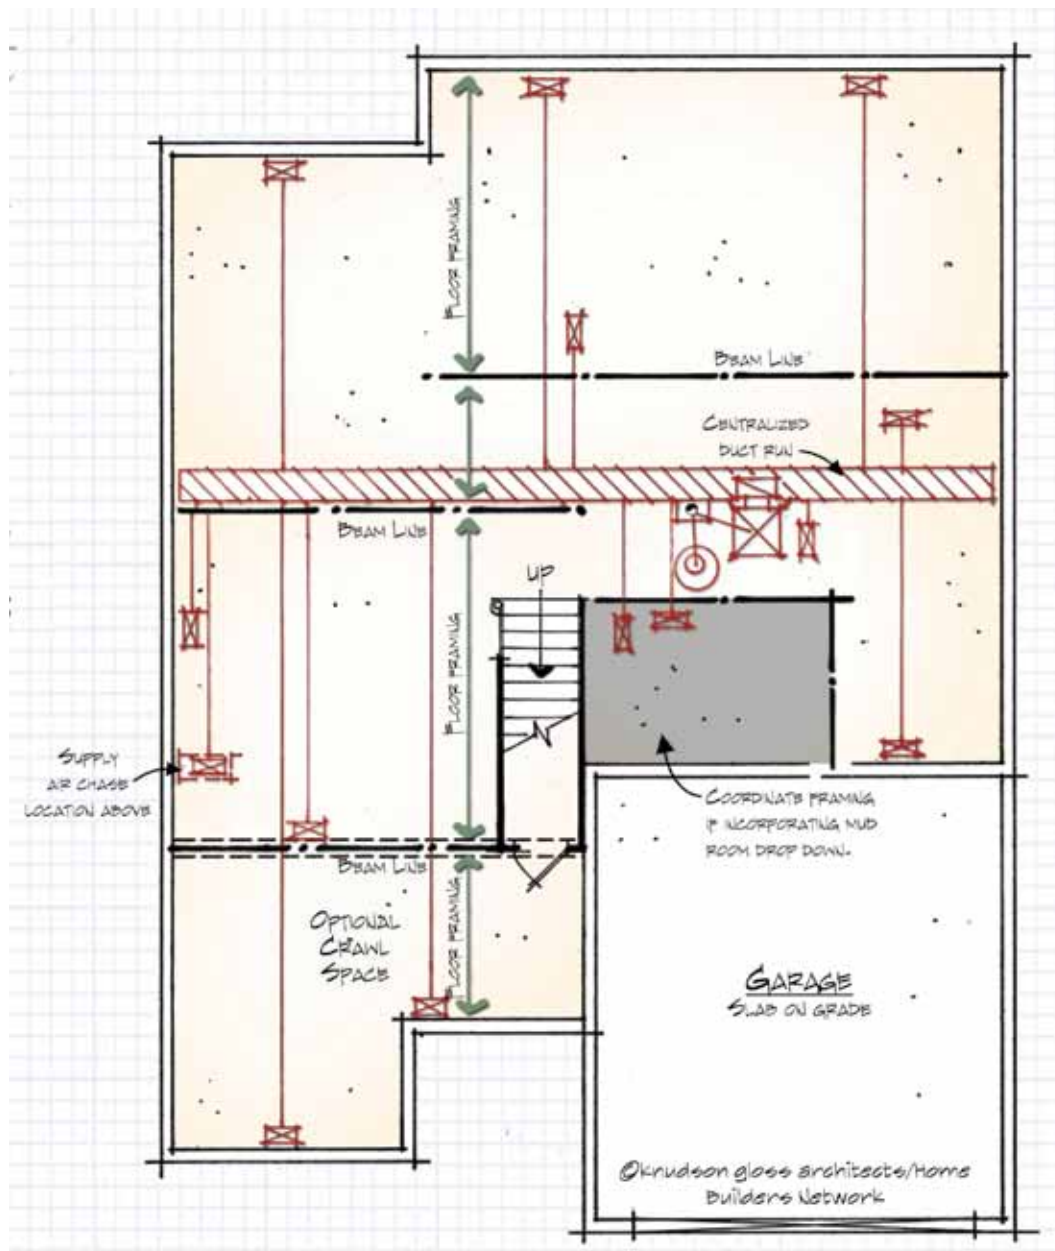 FLOOR FRAMING
BEAM LINE
CENTRALIZED
DUCT RUN
BEAM LINE
UP
FLOOR FRAMING
SUPPLY
AIR CHASE
LOCATION ABOVE
COORDINATE FRAMING
IF INCORPORATING MUD
ROOM DROP DOWN.
BEAM LINE
FLOOR FRAMING
OPTIONAL
CRAWL
SPACE
GARAGE
SLAB ON GRADE
©knudson gloss architects/Home
Builders Network